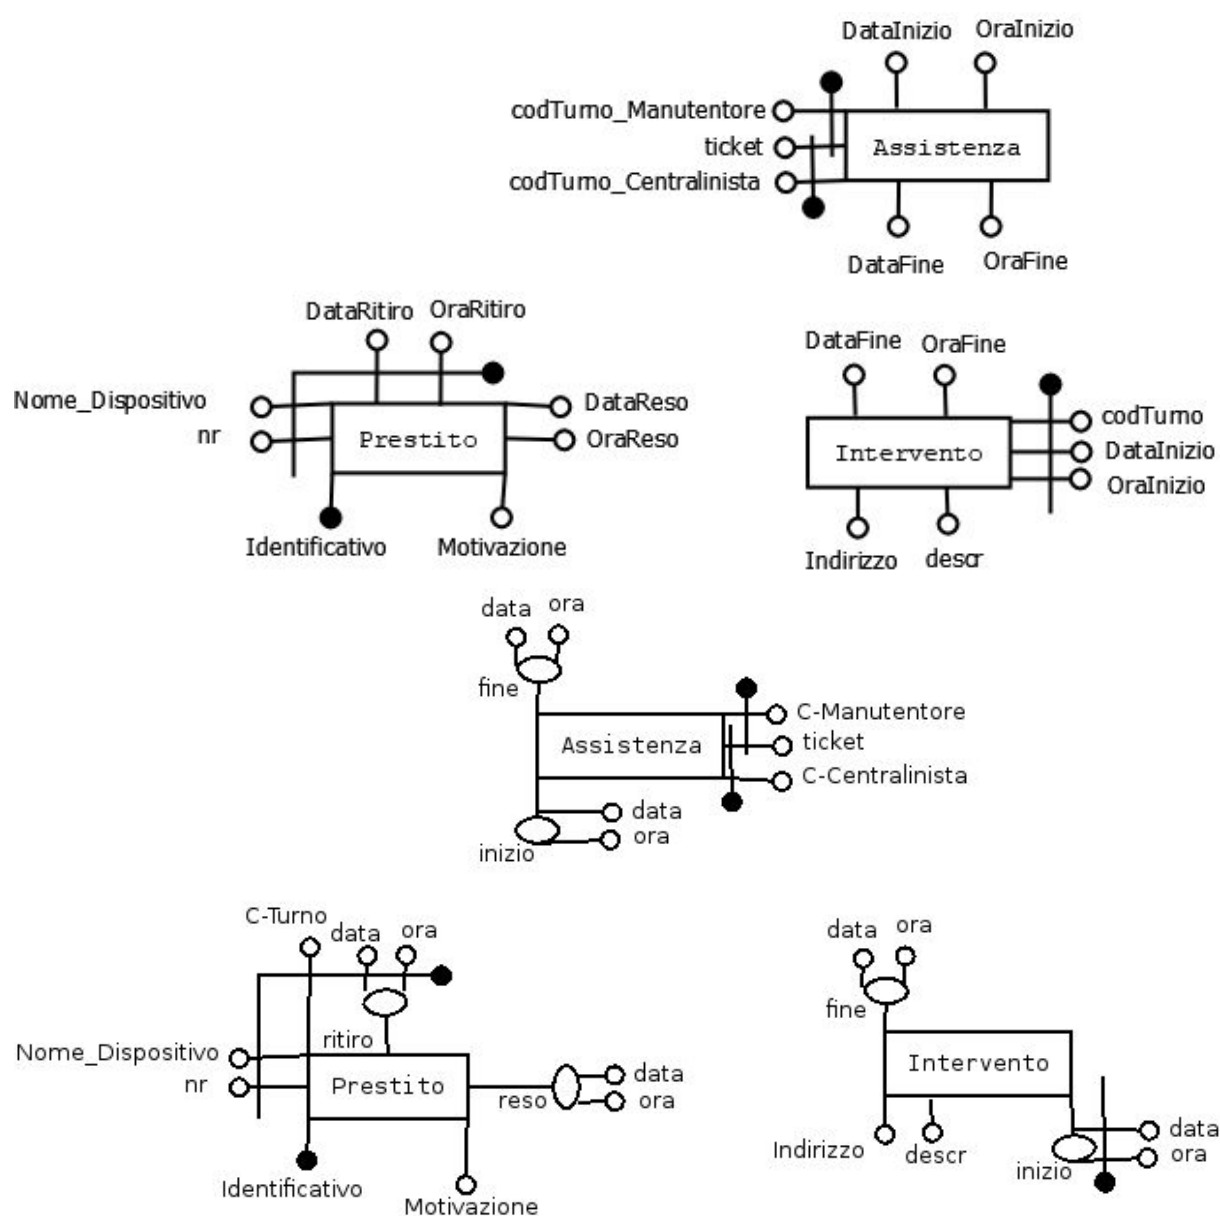 DataInizio OraInizio
codTurno_Manutentore
ticket Assistenza
codTurno_Centralinista
DataFine OraFine
DataRitiro OraRitiro
Nome_Dispositivo DataReso
nr Prestito OraReso
Identificativo Motivazione
DataFine OraFine
codTurno
Intervento DataInizio
OraInizio
Indirizzo descr
data ora
fine
C-Manutentore
Assistenza ticket
C-Centralinista
data
inizio ora
C-Turno
data ora
ritiro
Nome_Dispositivo
nr Prestito
reso data
ora
Identificativo
Motivazione
data ora
fine
Intervento
Indirizzo descr
data
inizio ora